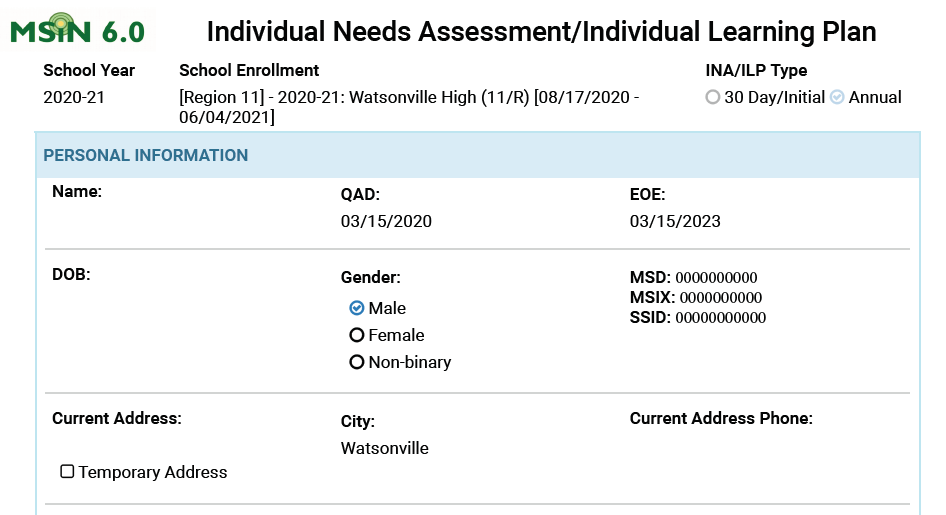 MSIN 6.0
Individual Needs Assessment/Individual Learning Plan
School Year
School Enrollment
INA/ILP Type
2020-21
[Region 11] - 2020-21: Watsonville High (11/R) [08/17/2020 -
06/04/2021]
30 Day/Initial Annual
PERSONAL INFORMATION
Name:
QAD:
EOE:
03/15/2020
03/15/2023
DOB:
Gender:
Male
Female
Non-binary
MSD: 0000000000
MSIX: 0000000000
SSID: 00000000000
Current Address:
City:
Current Address Phone:
Watsonville
Temporary Address